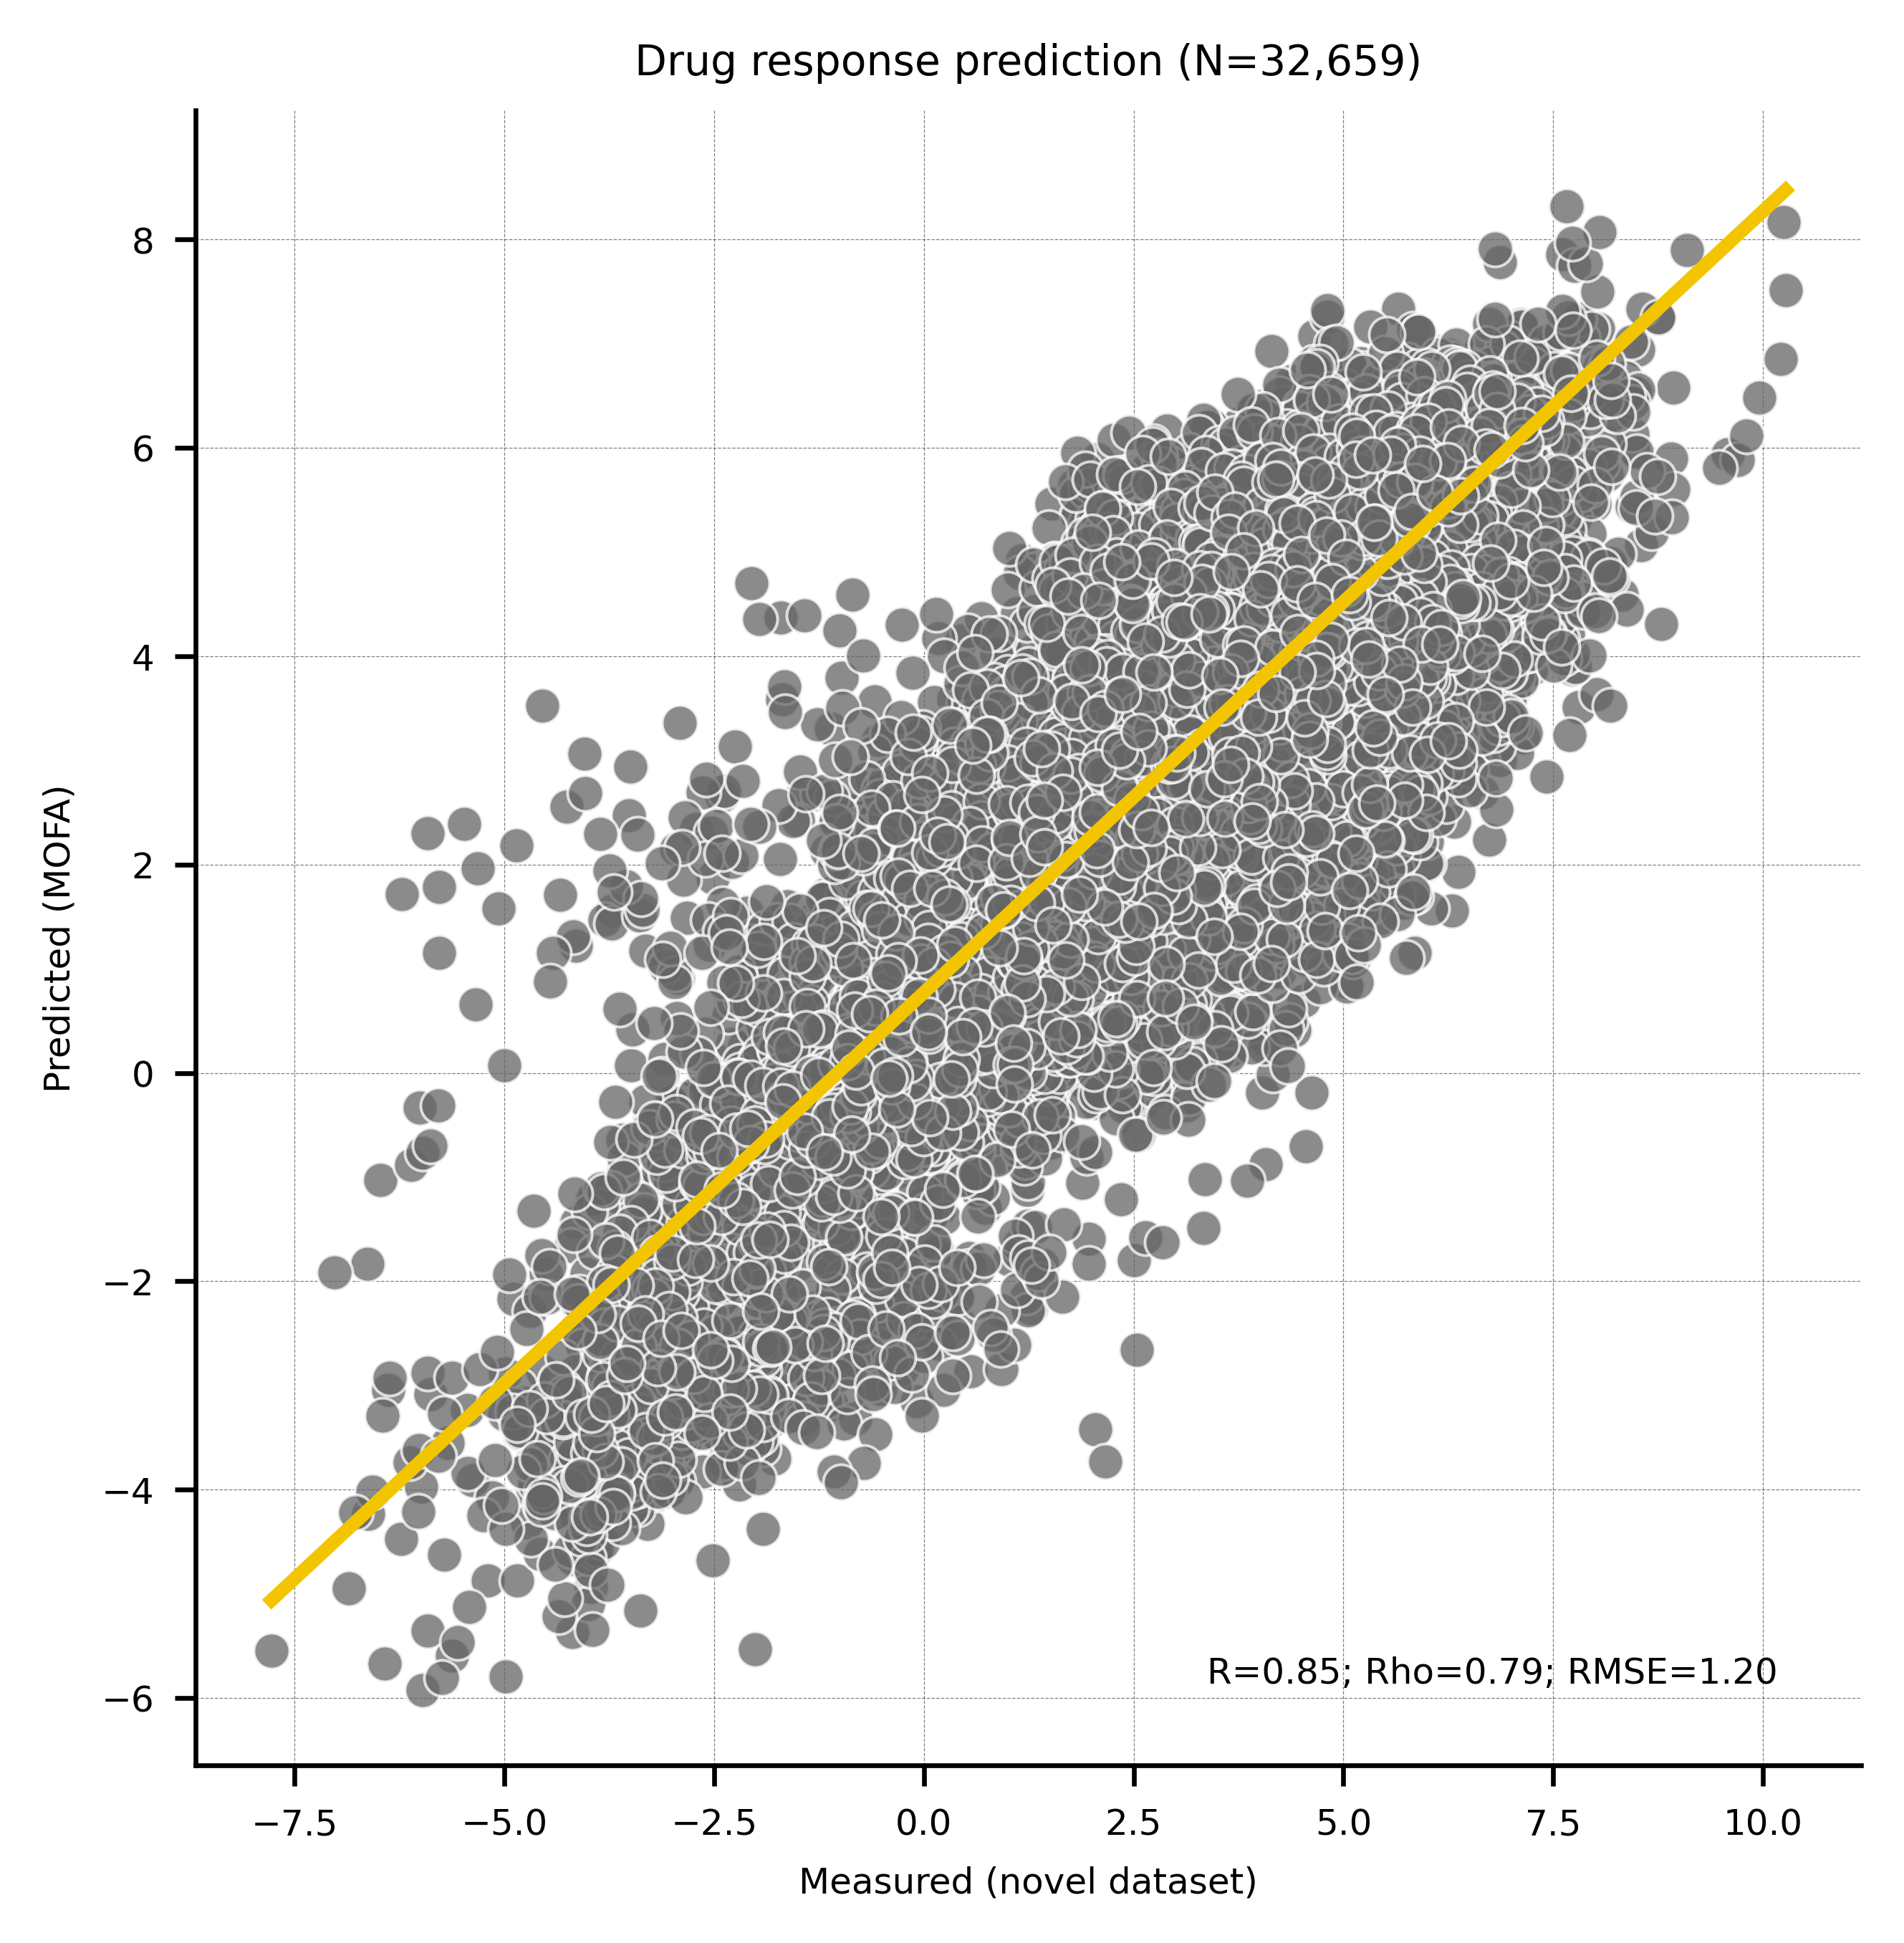 Drug response prediction (N=32,659)
8
6
4
2
0
−2
−4
−6
Predicted (MOFA)
R=0.85; Rho=0.79; RMSE=1.20
−7.5 −5.0 −2.5 0.0 2.5 5.0 7.5 10.0
Measured (novel dataset)